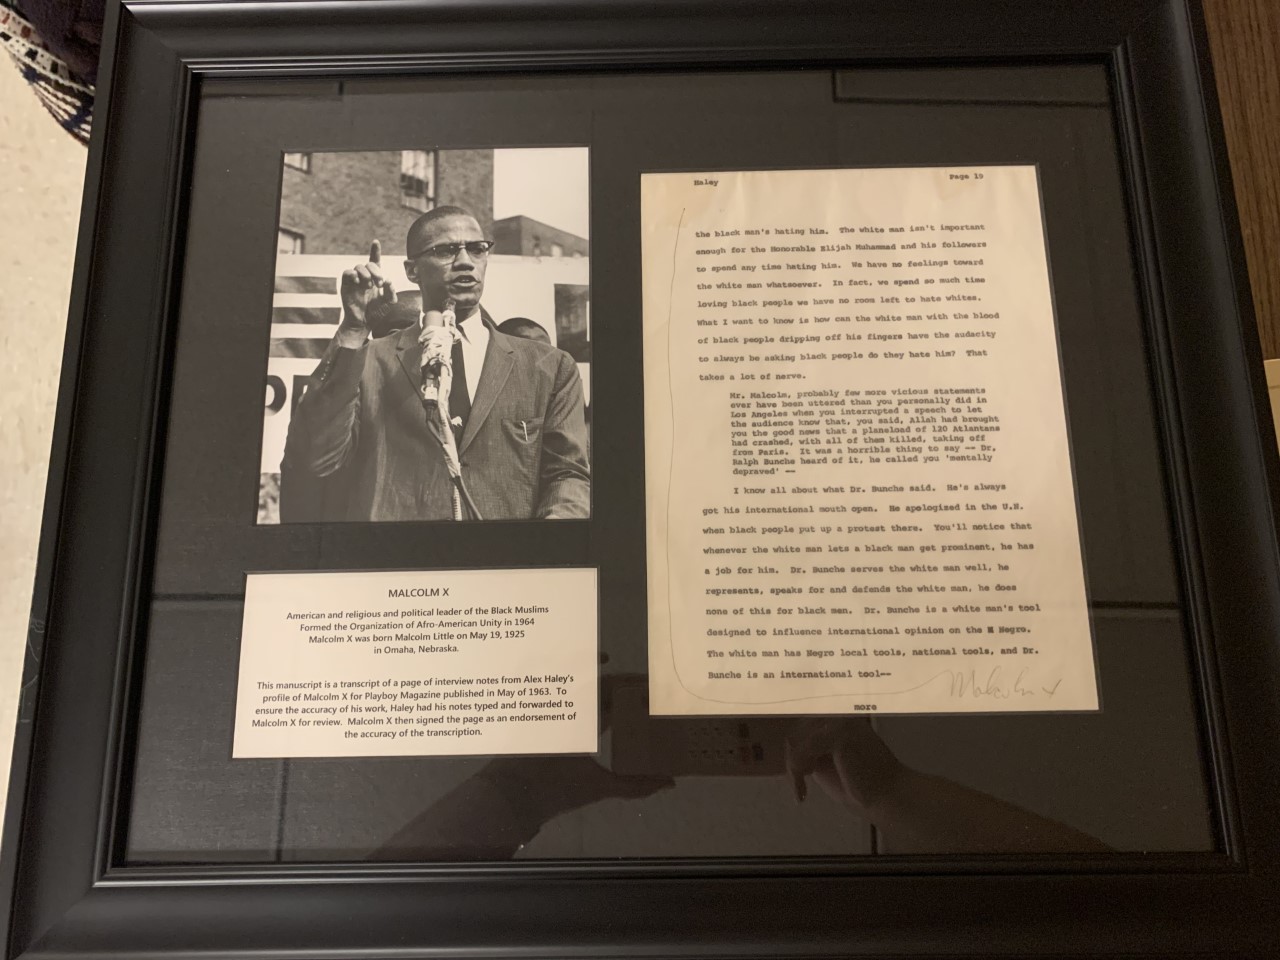 MALCOLM X
American and religious and political leader of the Black Muslims
Formed the Organization of Afro-American Unity in 1964
Malcolm X was born Malcolm Little on May 19, 1925
in Omaha, Nebraska.
This manuscript is a transcript of a page of interview notes from Alex Haley's
profile of Malcolm X for Playboy Magazine published in May of 1963. To
ensure the accuracy of his work, Haley had his notes typed and forwarded to
Malcolm X for review. Malcolm X then signed the page as an endorsement of
the accuracy of the transcription.
Haley Page 19
the black man's hating him. The white man isn't important
enough for the Honorable Elijah Muhammad and his followers
to spend any time hating him. We have no feelings toward
the white man whatsoever. In fact, we spend so much time
loving black people we have no room left to hate whites.
What I want to know is how can the white man with the blood
of black people dripping off his fingers have the audacity
to always be asking black people do they hate him? That
takes a lot of nerve.
Mr. Malcolm, probably few more vicious statements
ever have been uttered than you personally did in
Los Angeles when you interrupted a speech to let
the audience know that, you said, Allah had brought
you the good news that a planeload of 120 Atlantans
had crashed, with all of them killed, taking off
from Paris. It was a horrible thing to say -- Dr.
Ralph Bunche heard of it, he called you 'mentally
depraved' --
I know all about what Dr. Bunche said. He's always
got his international mouth open. He apologized in the U.N.
when black people put up a protest there. You'll notice that
whenever the white man lets a black man get prominent, he has
a job for him. Dr. Bunche serves the white man well, he
represents, speaks for and defends the white man, he does
none of this for black men. Dr. Bunche is a white man's tool
designed to influence international opinion on the Negro.
The white man has Negro local tools, national tools, and Dr.
Bunche is an international tool--
Malcolm X
more